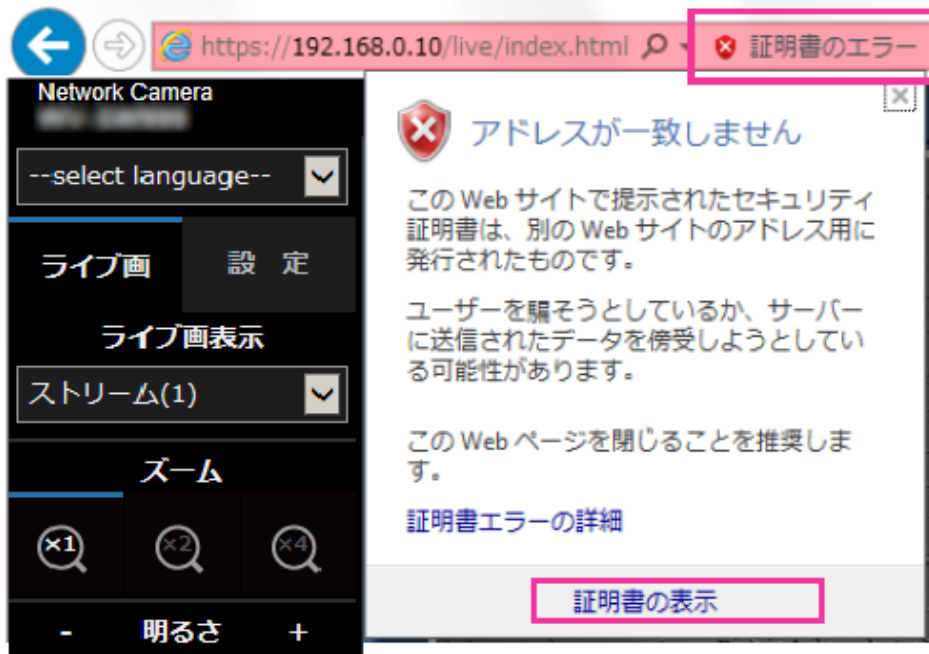 https://192.168.0.10/live/index.html
証明書のエラー
Network Camera
--select language--
ライブ画
設 定
ライブ画表示
ストリーム(1)
ズーム
×1
×2
×4
- 明るさ +
アドレスが一致しません
この Web サイトで提示されたセキュリティ
証明書は、別の Web サイトのアドレス用に
発行されたものです。
ユーザーを騙そうとしているか、サーバー
に送信されたデータを傍受しようとしてい
る可能性があります。
この Web ページを閉じることを推奨しま
す。
証明書エラーの詳細
証明書の表示